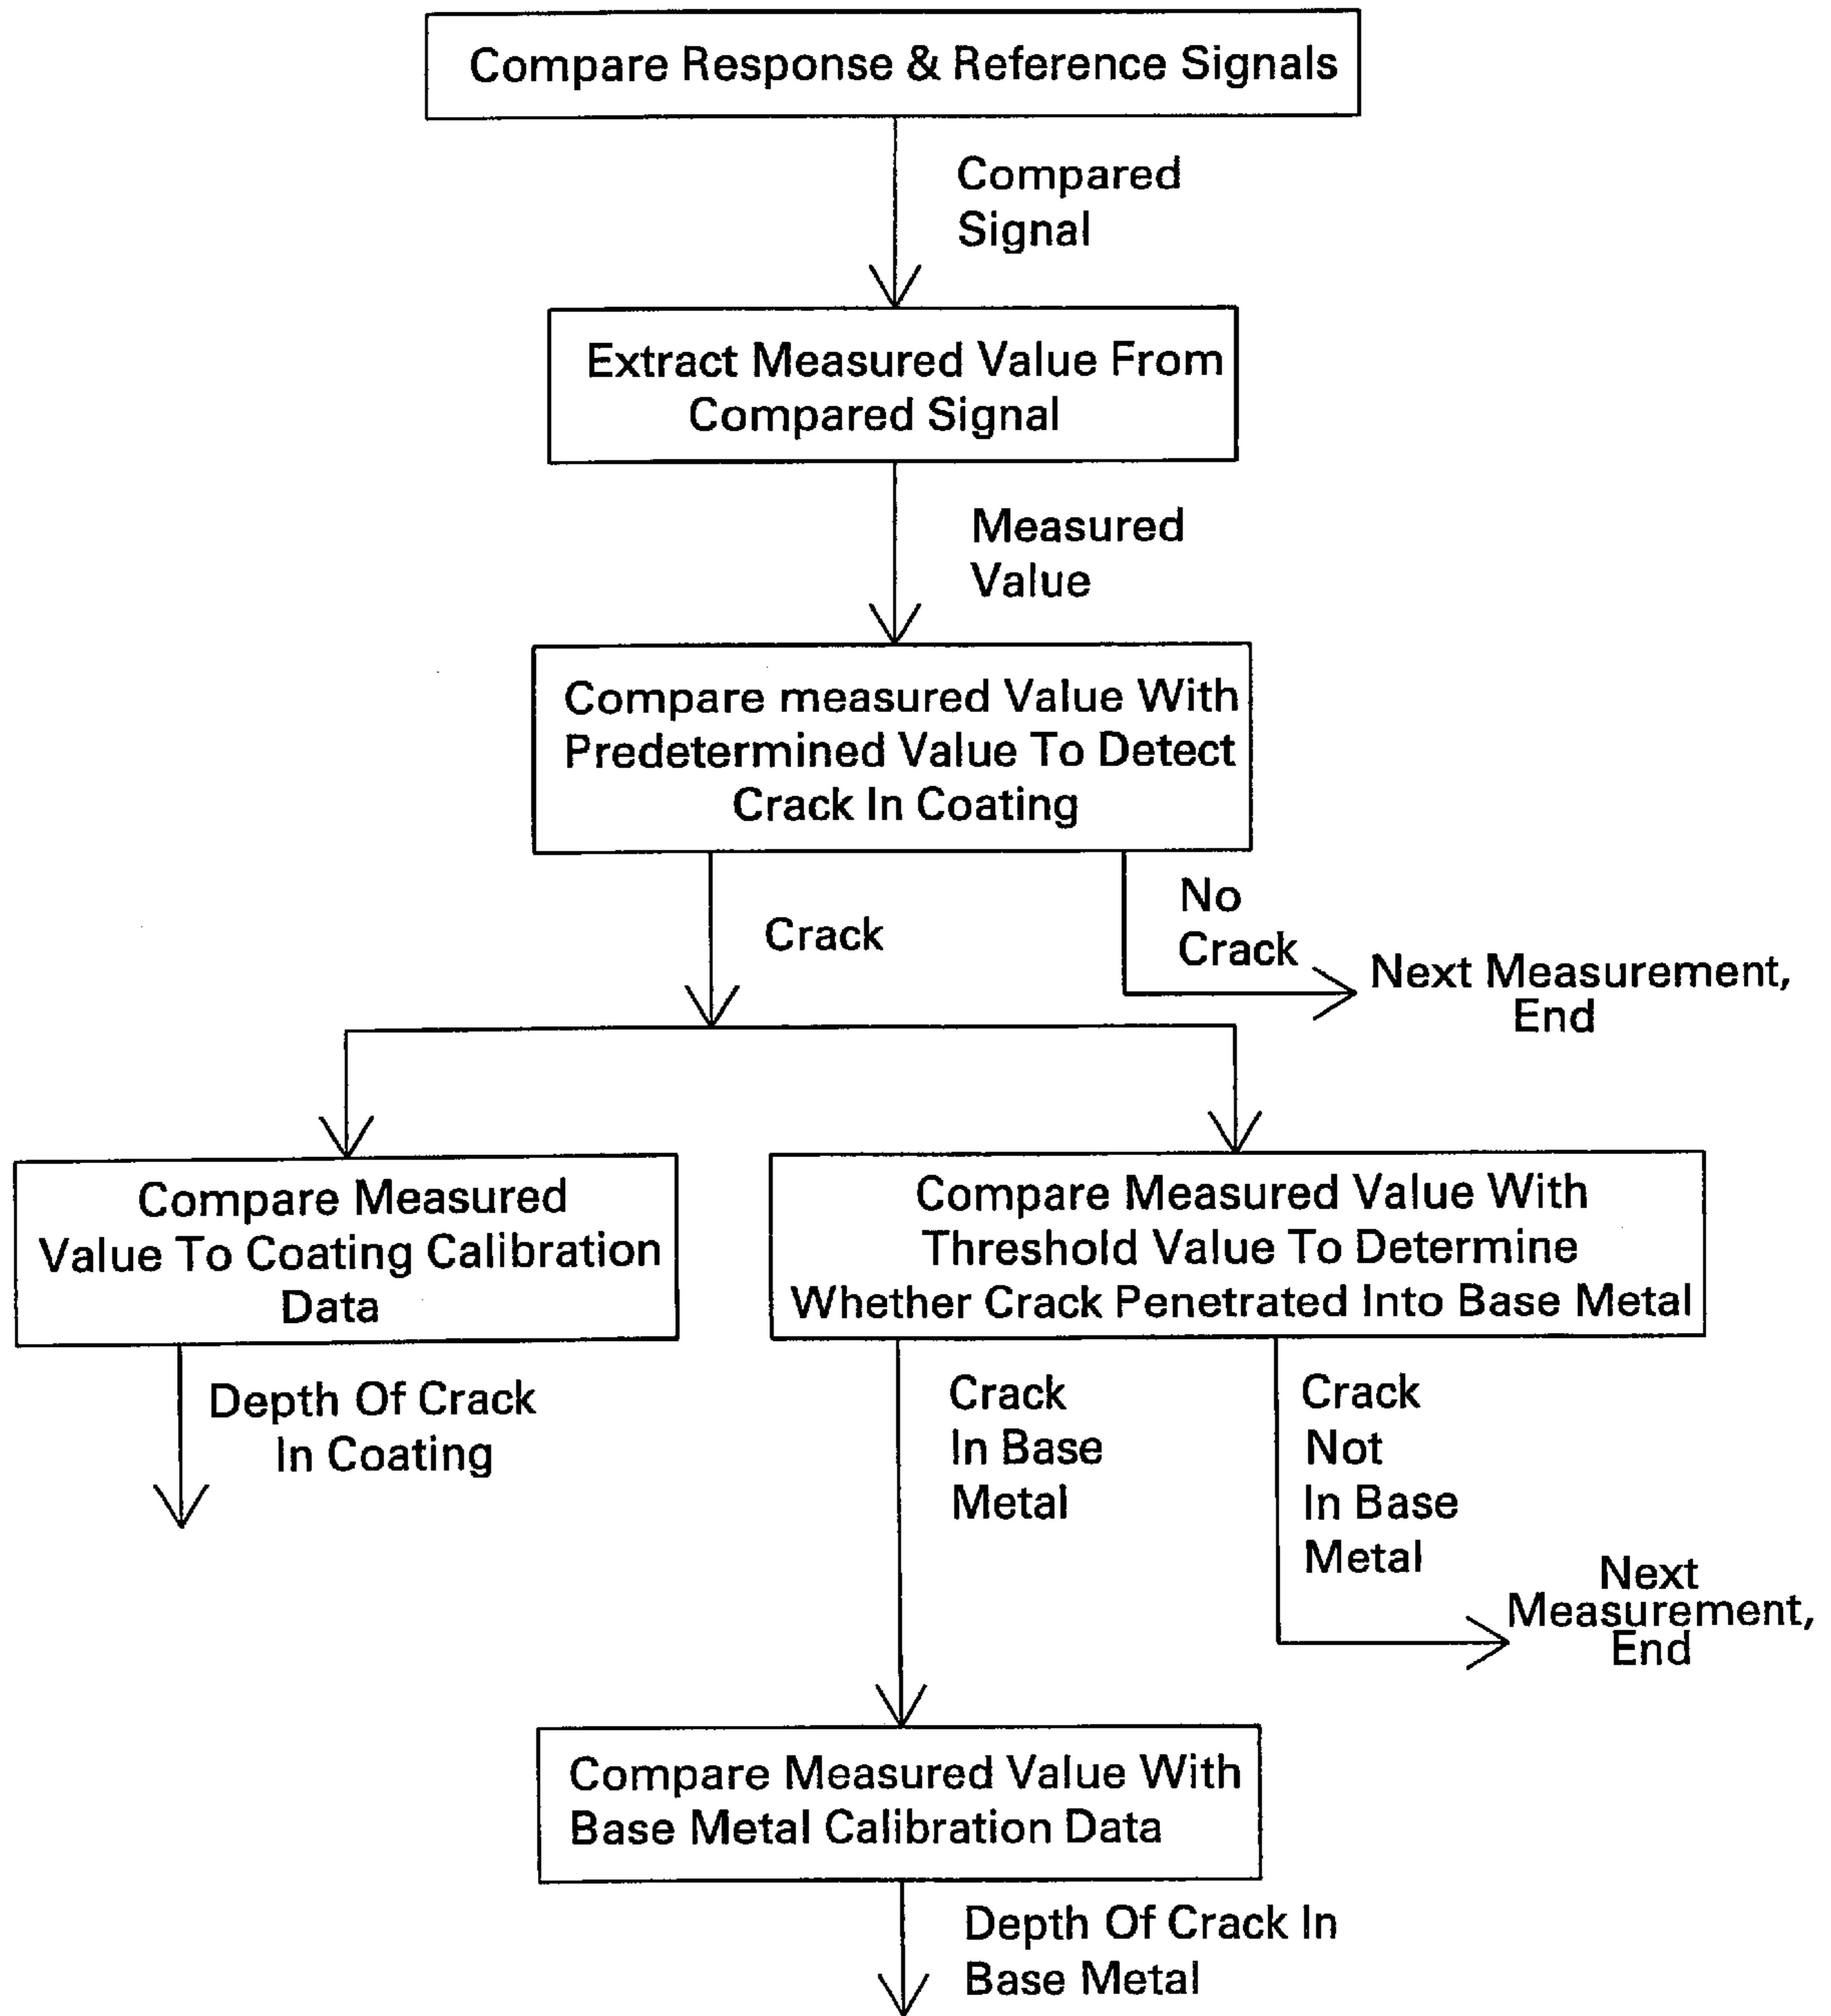 Compare Response & Reference Signals
Compared
Signal
Extract Measured Value From
Compared Signal
Measured
Value
Compare measured Value With
Predetermined Value To Detect
Crack In Coating
Crack
No
Crack
Next Measurement,
End
Compare Measured
Value To Coating Calibration
Data
Compare Measured Value With
Threshold Value To Determine
Whether Crack Penetrated Into Base Metal
Depth Of Crack
In Coating
Crack
In Base
Metal
Crack
Not
In Base
Metal
Next
Measurement,
End
Compare Measured Value With
Base Metal Calibration Data
Depth Of Crack In
Base Metal